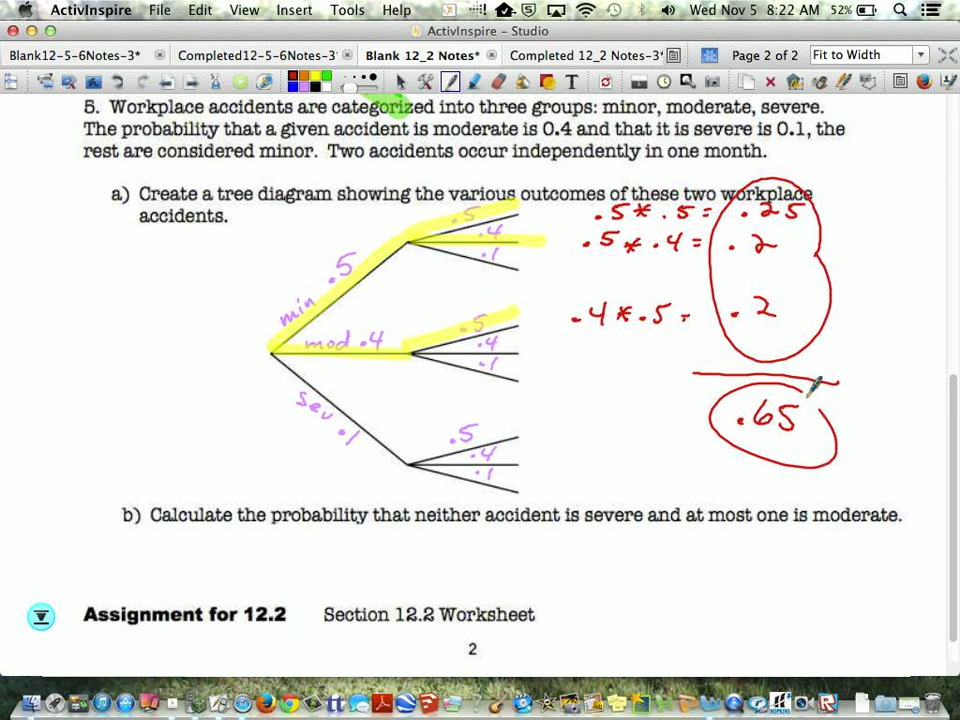 ActivInspire File Edit View Insert Tools Help Wed Nov 5 8:22 AM 52%
ActivInspire - Studio
Blank12-5-6Notes-3* Completed12-5-6Notes-3* Blank 12_2 Notes* Completed 12_2 Notes* Page 2 of 2 Fit to Width
5. Workplace accidents are categorized into three groups: minor, moderate, severe.
The probability that a given accident is moderate is 0.4 and that it is severe is 0.1, the
rest are considered minor. Two accidents occur independently in one month.
a) Create a tree diagram showing the various outcomes of these two workplace
accidents.
.5
.4
.1
min .5
.5 * .5 = .25
.5 * .4 = .2
.5
.4
.1
mod .4
.4 * .5 = .2
.5
.4
.1
sev .1
.65
b) Calculate the probability that neither accident is severe and at most one is moderate.
Assignment for 12.2 Section 12.2 Worksheet
2